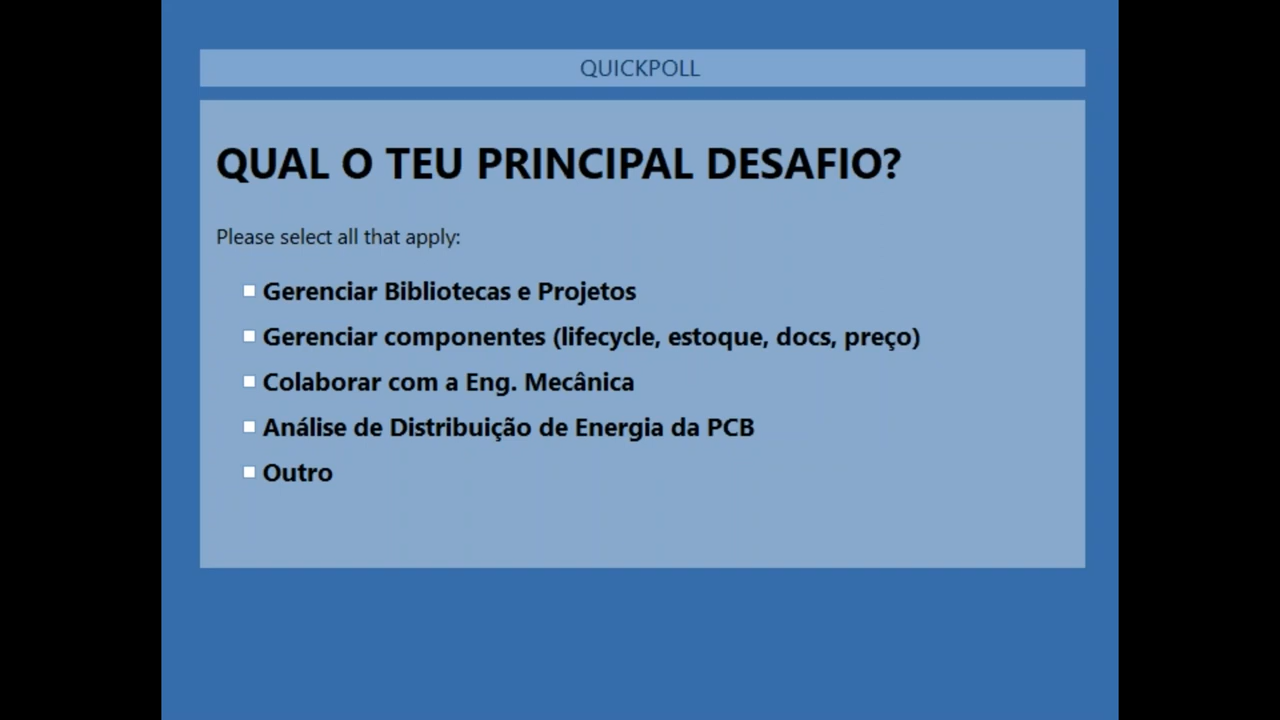 QUICKPOLL
QUAL O TEU PRINCIPAL DESAFIO?
Please select all that apply:
Gerenciar Bibliotecas e Projetos
Gerenciar componentes (lifecycle, estoque, docs, preço)
Colaborar com a Eng. Mecânica
Análise de Distribuição de Energia da PCB
Outro